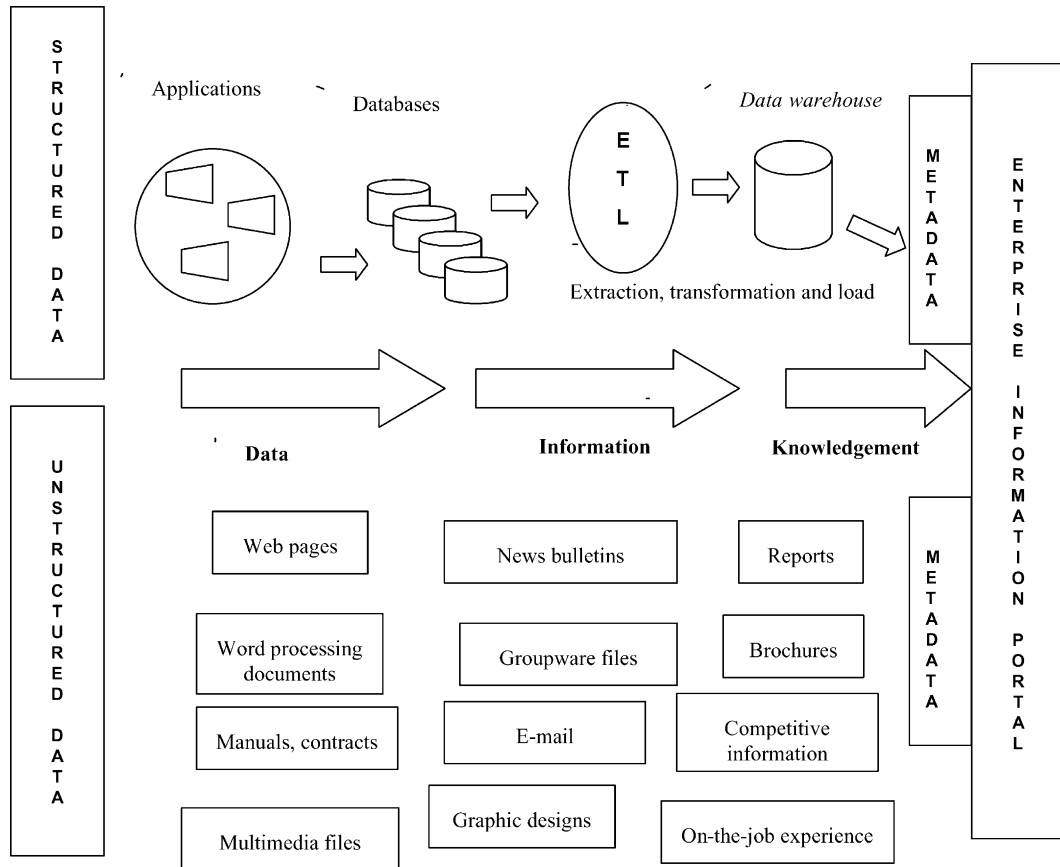 STRUCTURED DATA
Applications
Databases
ETL
Data warehouse
Extraction, transformation and load
METADATA
ENTERPRISE INFORMATION PORTAL
Data
Information
Knowledgement
UNSTRUCTURED DATA
Web pages
News bulletins
Reports
Word processing
documents
Groupware files
Brochures
Manuals, contracts
E-mail
Competitive
information
Multimedia files
Graphic designs
On-the-job experience
METADATA